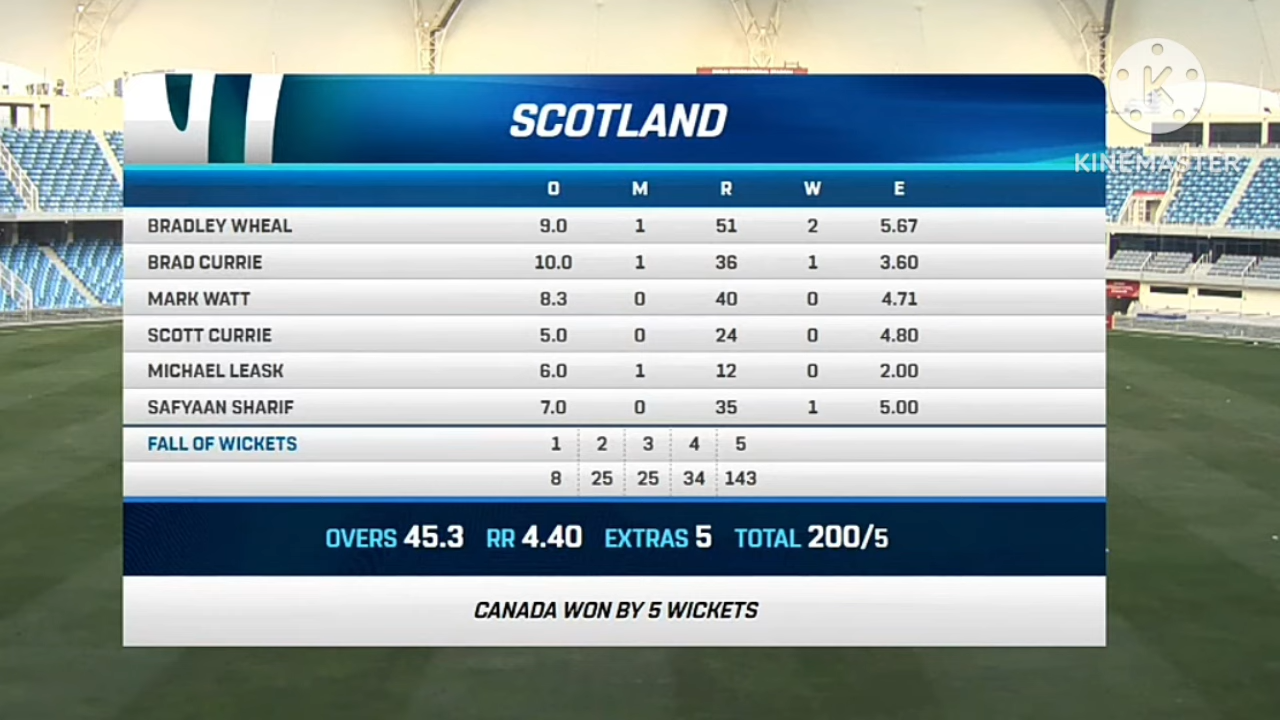 SCOTLAND
K
KINEMASTER
O M R W E
BRADLEY WHEAL 9.0 1 51 2 5.67
BRAD CURRIE 10.0 1 36 1 3.60
MARK WATT 8.3 0 40 0 4.71
SCOTT CURRIE 5.0 0 24 0 4.80
MICHAEL LEASK 6.0 1 12 0 2.00
SAFYAAN SHARIF 7.0 0 35 1 5.00
FALL OF WICKETS 1 2 3 4 5
8 25 25 34 143
OVERS 45.3 RR 4.40 EXTRAS 5 TOTAL 200/5
CANADA WON BY 5 WICKETS